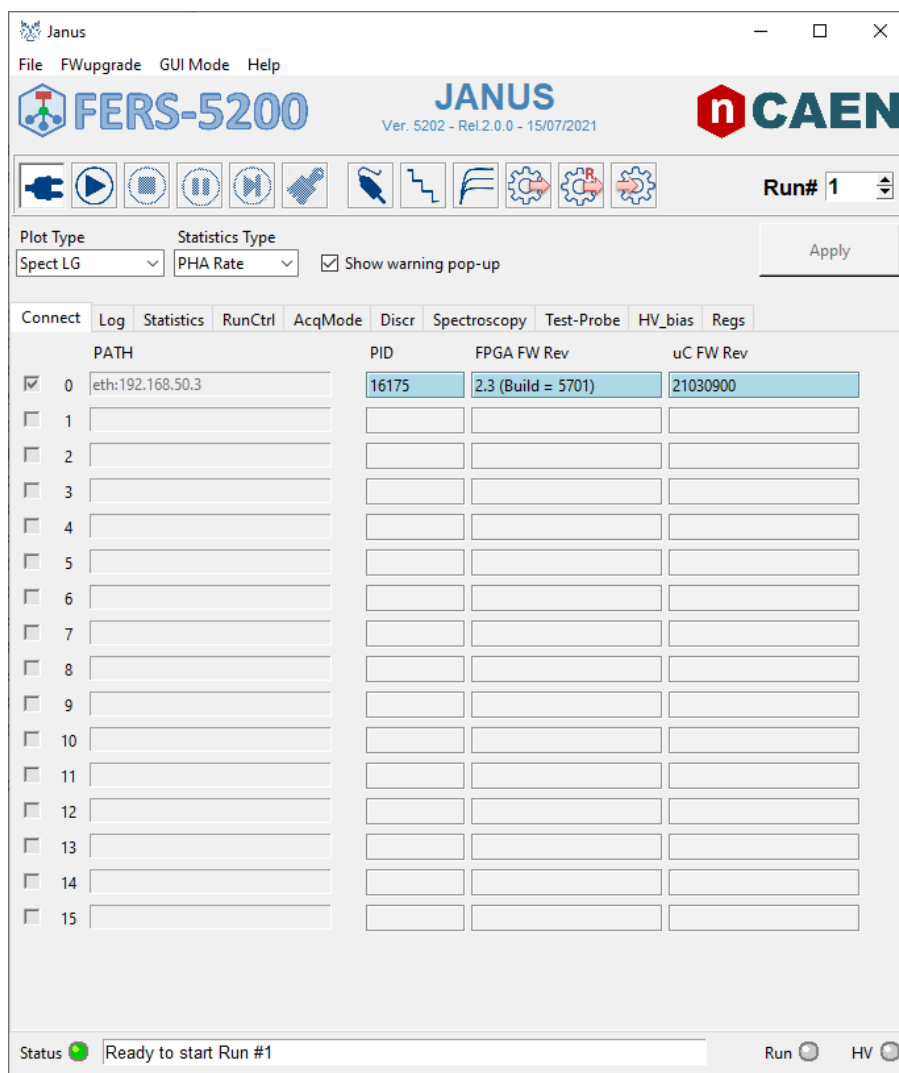 Janus
File FWupgrade GUI Mode Help
FERS-5200
JANUS
Ver. 5202 - Rel.2.0.0 - 15/07/2021
n CAEN
R
Run# 1
Plot Type Statistics Type
Spect LG PHA Rate Show warning pop-up Apply
Connect Log Statistics RunCtrl AcqMode Discr Spectroscopy Test-Probe HV_bias Regs
PATH PID FPGA FW Rev uC FW Rev
0 eth:192.168.50.3 16175 2.3 (Build = 5701) 21030900
1
2
3
4
5
6
7
8
9
10
11
12
13
14
15
Status Ready to start Run #1 Run HV